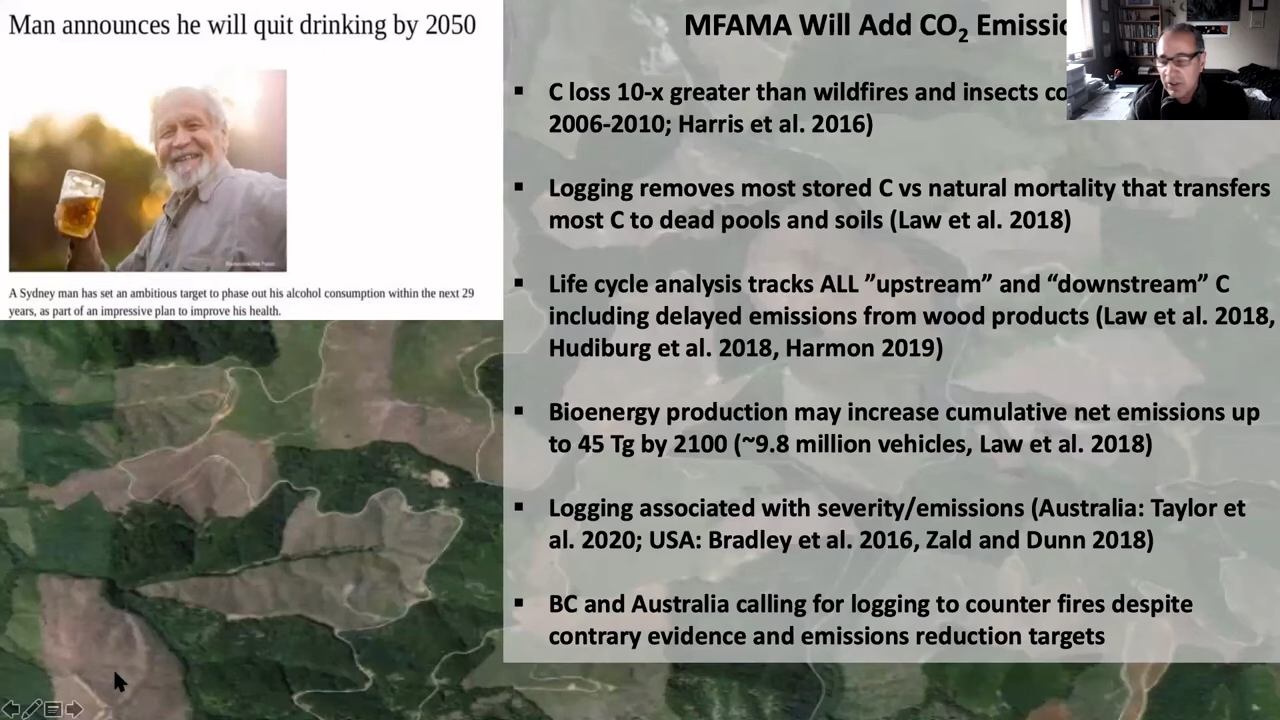 Man announces he will quit drinking by 2050
A Sydney man has set an ambitious target to phase out his alcohol consumption within the next 29
years, as part of an impressive plan to improve his health.
MFAMA Will Add CO2
C loss 10-x greater than wildfires and insects
2006-2010; Harris et al. 2016)
Logging removes most stored C vs natural mortality that transfers
most C to dead pools and soils (Law et al. 2018)
Life cycle analysis tracks ALL ”upstream” and “downstream” C
including delayed emissions from wood products (Law et al. 2018,
Hudiburg et al. 2018, Harmon 2019)
Bioenergy production may increase cumulative net emissions up
to 45 Tg by 2100 (~9.8 million vehicles, Law et al. 2018)
Logging associated with severity/emissions (Australia: Taylor et
al. 2020; USA: Bradley et al. 2016, Zald and Dunn 2018)
BC and Australia calling for logging to counter fires despite
contrary evidence and emissions reduction targets